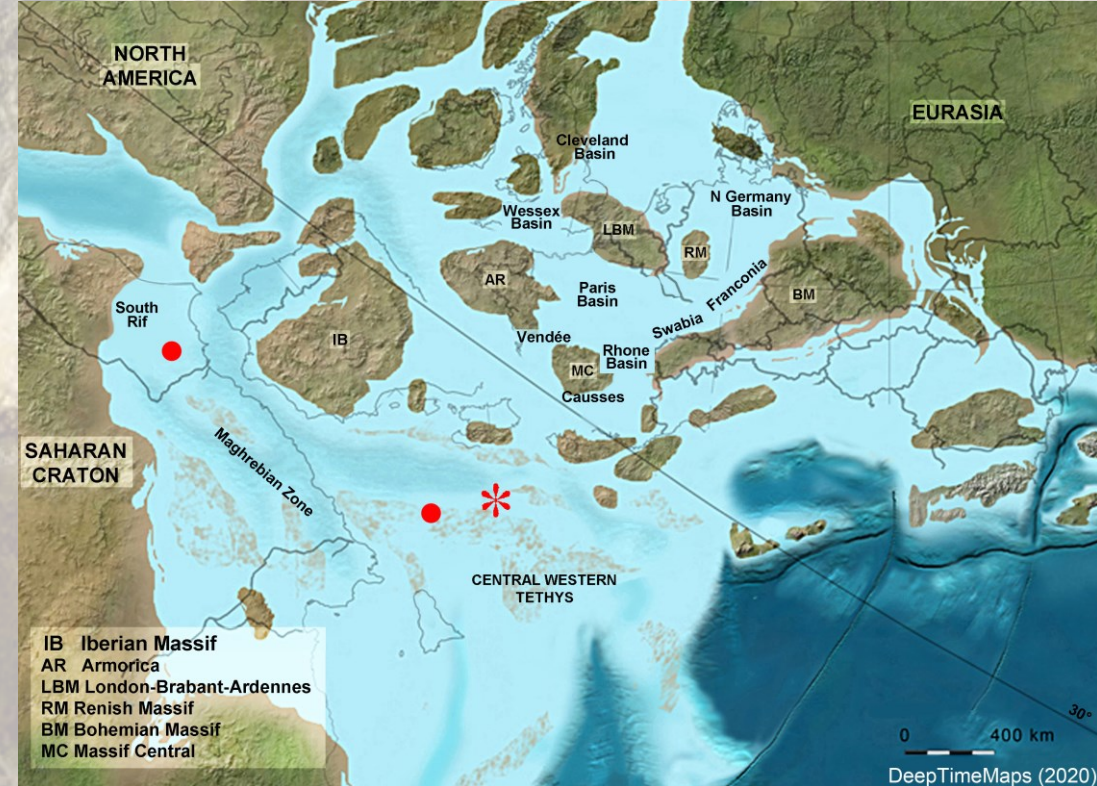 NORTH
AMERICA
EURASIA
Cleveland
Basin
N Germany
Basin
Wessex
Basin
LBM
RM
AR
Paris
Basin
BM
Swabia Franconia
South
Rif
IB
Vendée
Rhone
Basin
MC
Causses
SAHARAN
CRATON
Maghrebian Zone
CENTRAL WESTERN
TETHYS
IB Iberian Massif
AR Armorica
LBM London-Brabant-Ardennes
RM Renish Massif
BM Bohemian Massif
MC Massif Central
30°
0 400 km
DeepTimeMaps (2020)